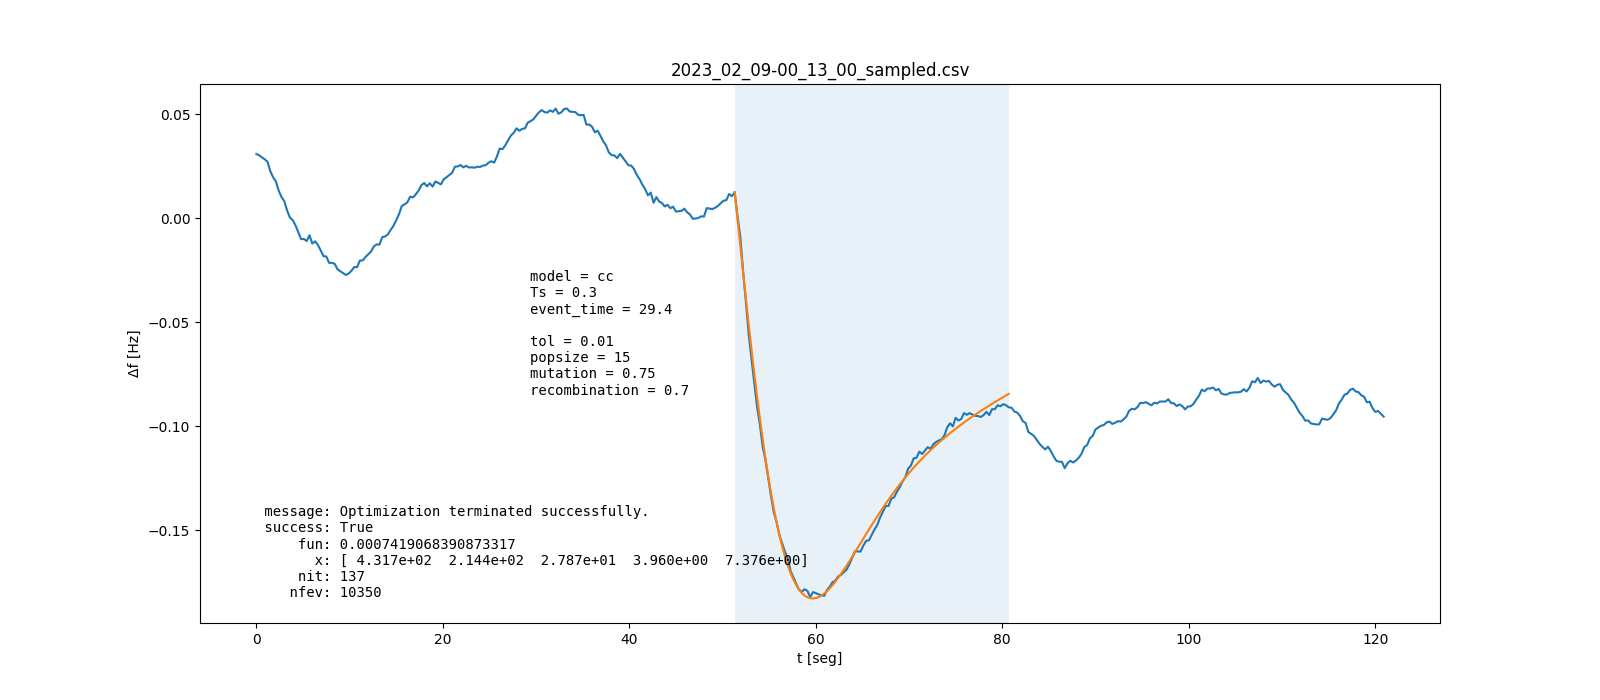 2023_02_09-00_13_00_sampled.csv
0.05
0.00
−0.05
−0.10
−0.15
Δf [Hz]
model = cc
Ts = 0.3
event_time = 29.4
tol = 0.01
popsize = 15
mutation = 0.75
recombination = 0.7
message: Optimization terminated successfully.
success: True
fun: 0.0007419068390873317
x: [ 4.317e+02  2.144e+02  2.787e+01  3.960e+00  7.376e+00]
nit: 137
nfev: 10350
0 20 40 60 80 100 120
t [seg]